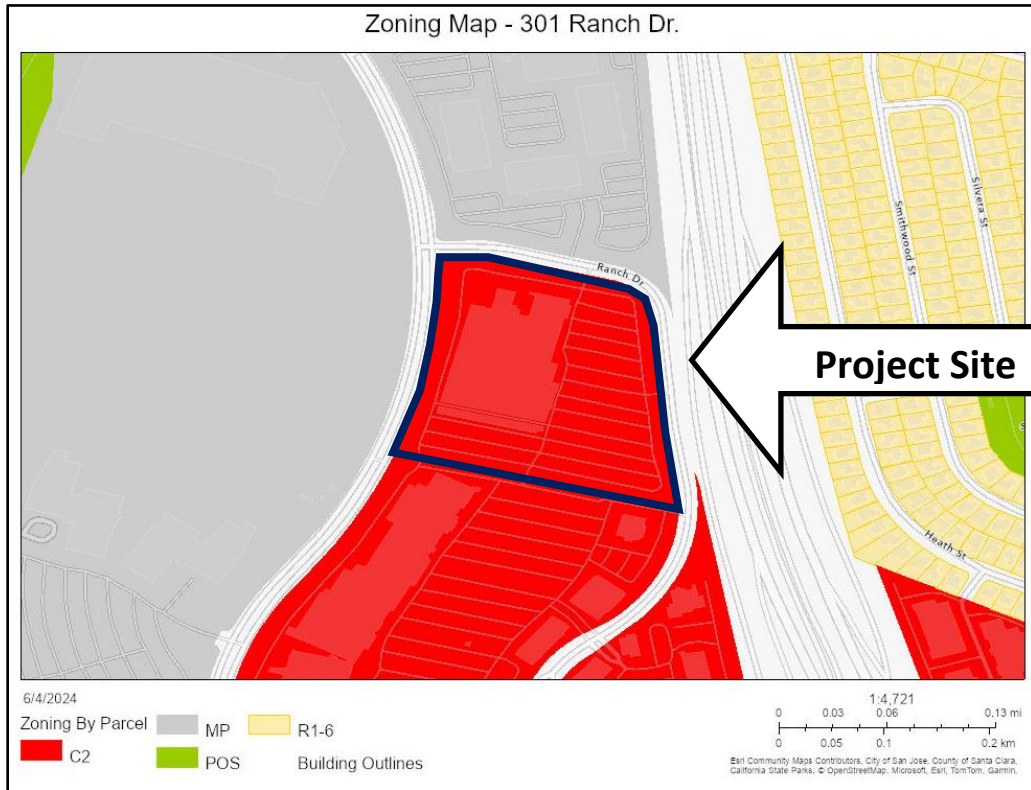 Zoning Map - 301 Ranch Dr.
Silvera St
Smithwood St
Ranch Dr.
Project Site
Heath St
6/4/2024
Zoning By Parcel
C2
MP
POS
R1-6
Building Outlines
1:4,721
0 0.03 0.06 0.13 mi
0 0.05 0.1 0.2 km
Esri Community Maps Contributors, City of San Jose, County of Santa Clara,
California State Parks, © OpenStreetMap, Microsoft, Esri, TomTom, Garmin,